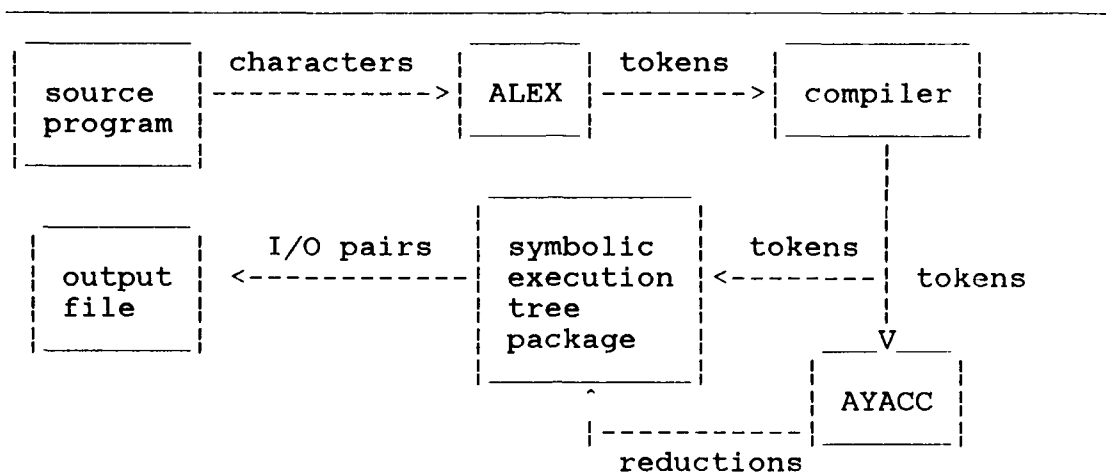 characters
tokens
source
program
ALEX
compiler
I/O pairs
output
file
symbolic
execution
tree
package
tokens
tokens
AYACC
reductions